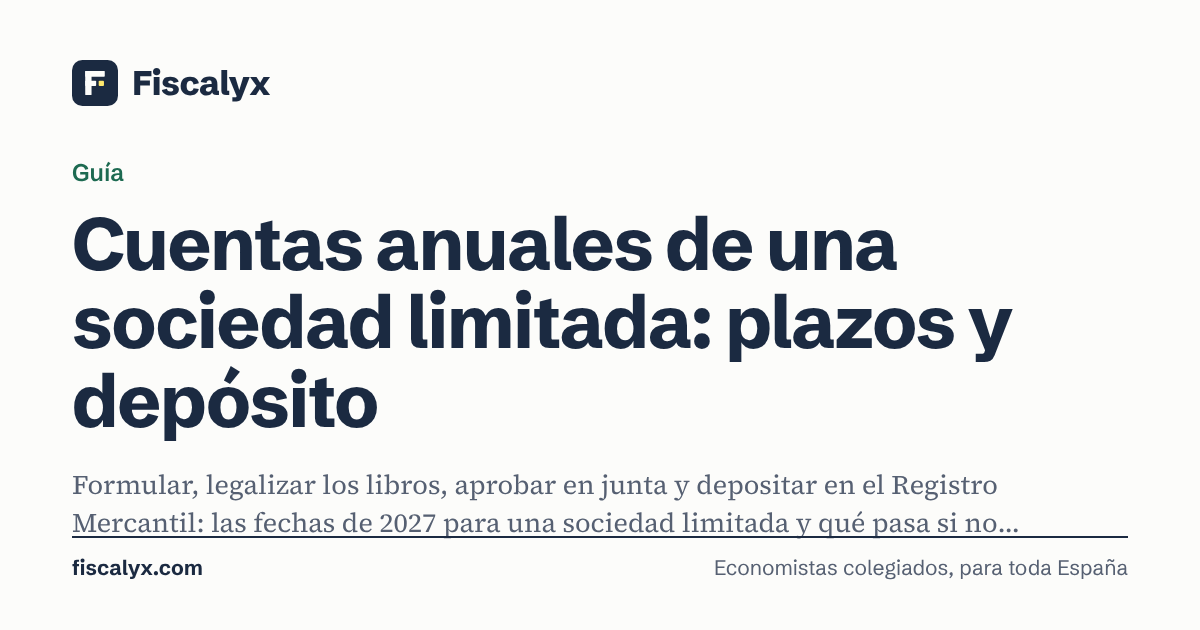 F Fiscalyx
Guía
Cuentas anuales de una
sociedad limitada: plazos y
depósito
Formular, legalizar los libros, aprobar en junta y depositar en el Registro
Mercantil: las fechas de 2027 para una sociedad limitada y qué pasa si no...
fiscalyx.com
Economistas colegiados, para toda España